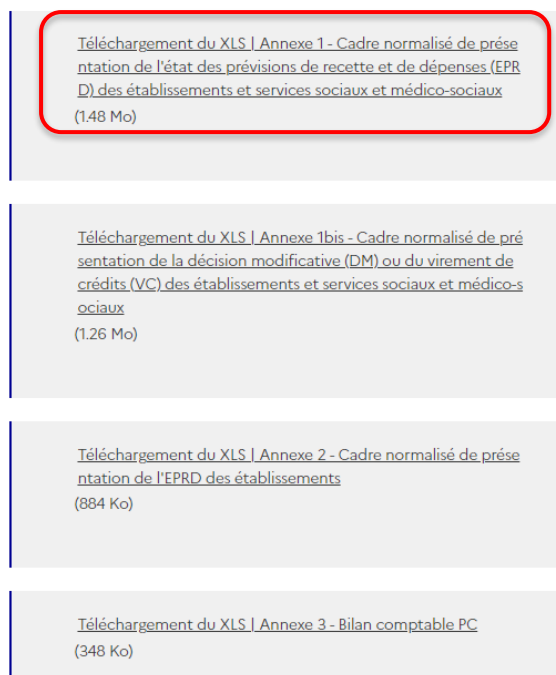 Téléchargement du XLS | Annexe 1 - Cadre normalisé de prése
ntation de l'état des prévisions de recette et de dépenses (EPR
D) des établissements et services sociaux et médico-sociaux
(1.48 Mo)
Téléchargement du XLS | Annexe 1bis - Cadre normalisé de pré
sentation de la décision modificative (DM) ou du virement de
crédits (VC) des établissements et services sociaux et médico-s
ociaux
(1.26 Mo)
Téléchargement du XLS | Annexe 2 - Cadre normalisé de prése
ntation de l'EPRD des établissements
(884 Ko)
Téléchargement du XLS | Annexe 3 - Bilan comptable PC
(348 Ko)